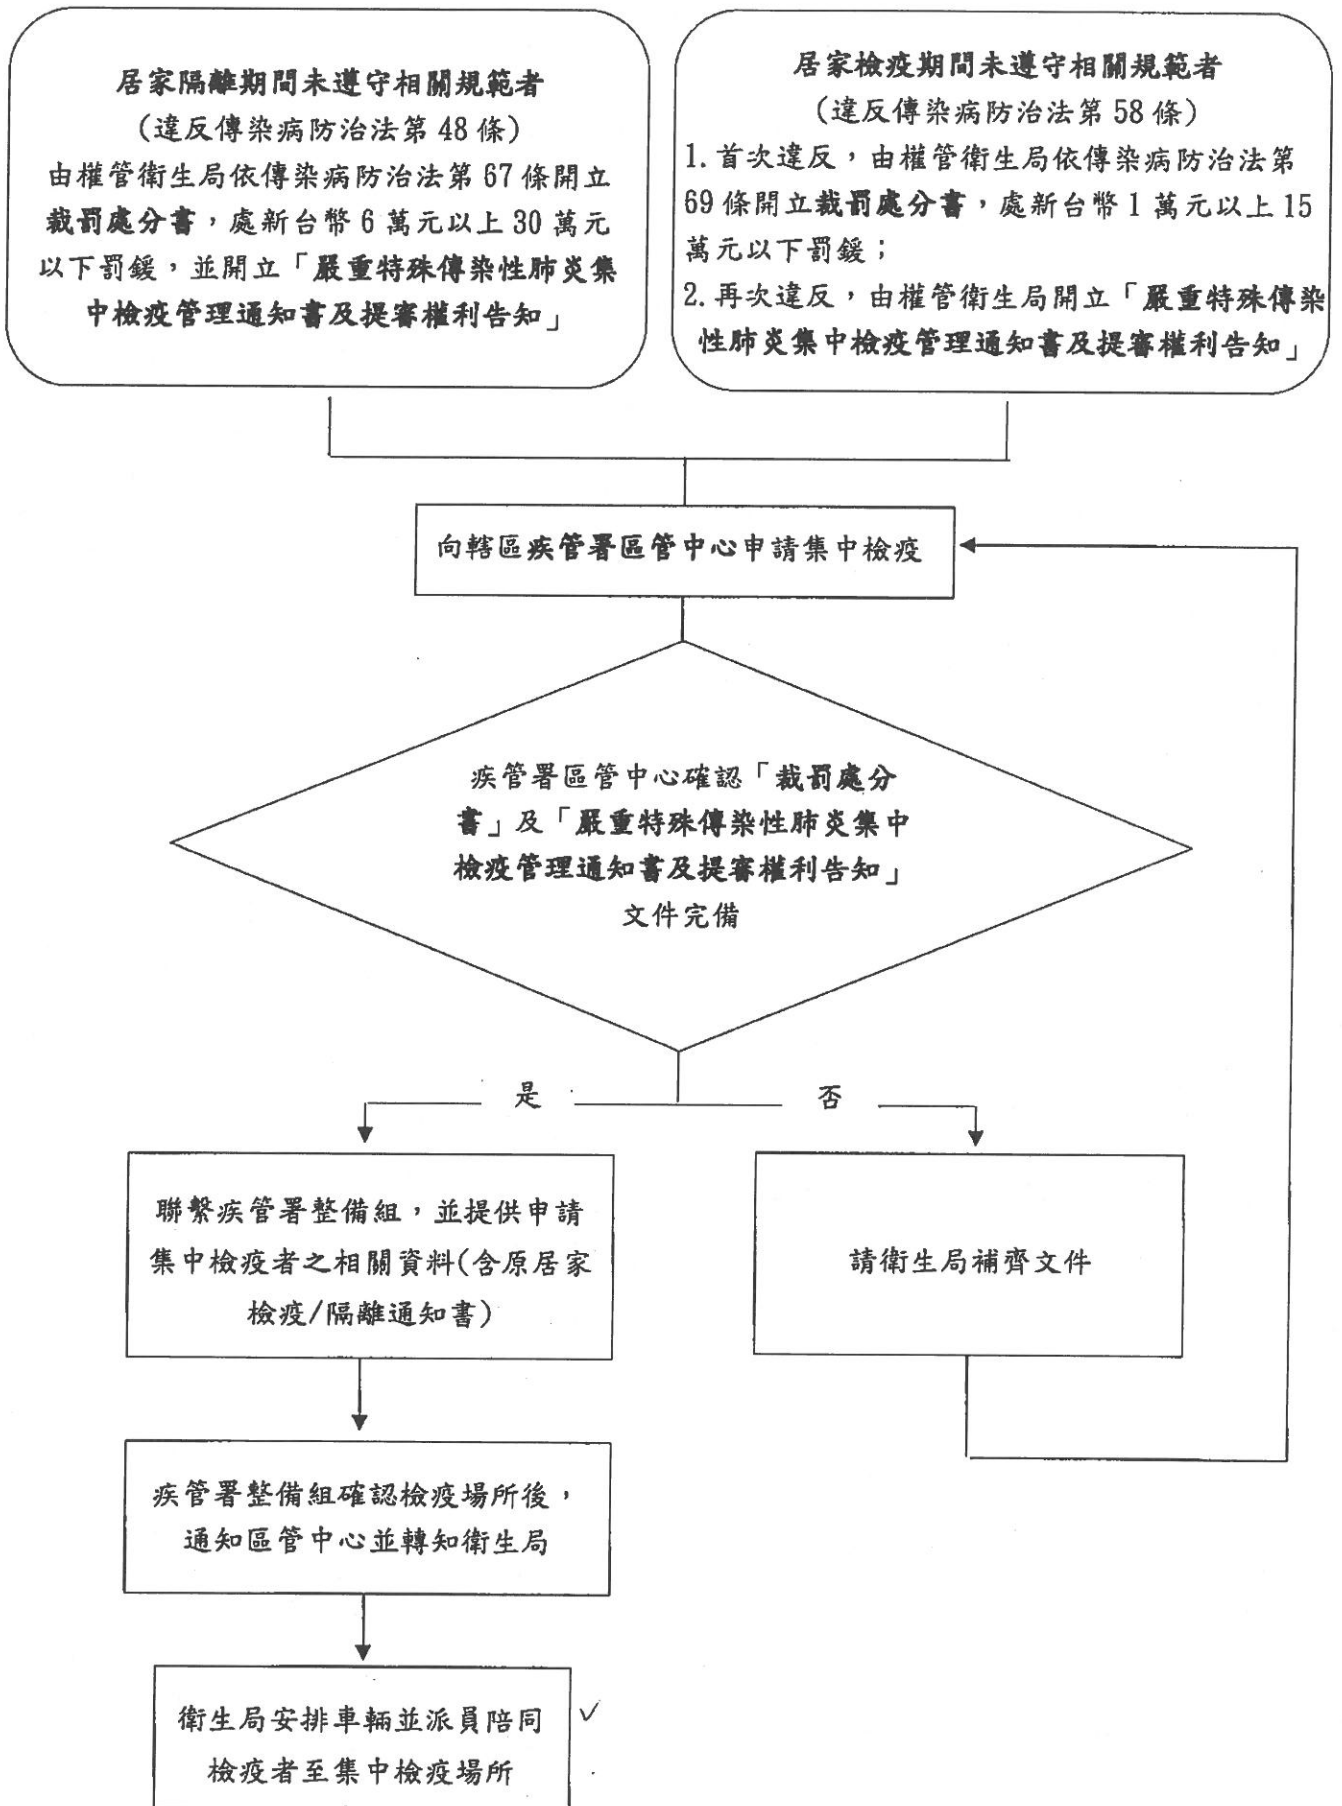 居家隔離期間未遵守相關規範者
(違反傳染病防治法第 48 條)
由權管衛生局依傳染病防治法第 67 條開立
裁罰處分書，處新台幣 6 萬元以上 30 萬元
以下罰鍰，並開立「嚴重特殊傳染性肺炎集
中檢疫管理通知書及提審權利告知」
居家檢疫期間未遵守相關規範者
(違反傳染病防治法第 58 條)
1. 首次違反，由權管衛生局依傳染病防治法第
69 條開立裁罰處分書，處新台幣 1 萬元以上 15
萬元以下罰鍰；
2. 再次違反，由權管衛生局開立「嚴重特殊傳染
性肺炎集中檢疫管理通知書及提審權利告知」
向轄區疾管署區管中心申請集中檢疫
疾管署區管中心確認「裁罰處分
書」及「嚴重特殊傳染性肺炎集中
檢疫管理通知書及提審權利告知」
文件完備
是
否
聯繫疾管署整備組，並提供申請
集中檢疫者之相關資料(含原居家
檢疫/隔離通知書)
請衛生局補齊文件
疾管署整備組確認檢疫場所後，
通知區管中心並轉知衛生局
衛生局安排車輛並派員陪同
檢疫者至集中檢疫場所